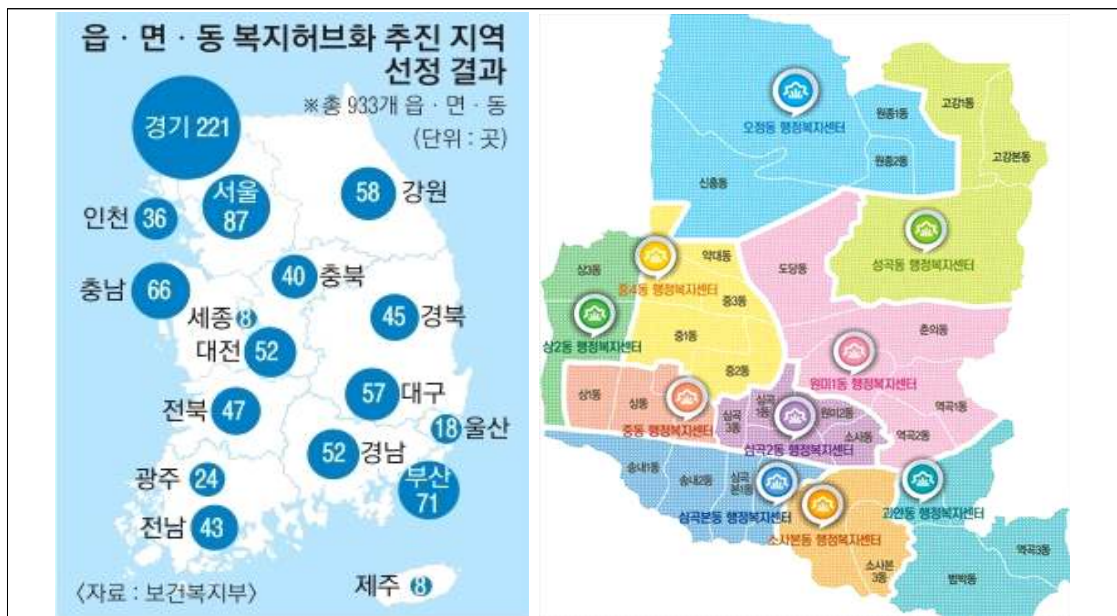 읍·면·동 복지허브화 추진 지역
선정 결과
※총 933개 읍·면·동
(단위 : 곳)
경기 221
서울
87
58 강원
인천 36
40 충북
충남 66
세종 8
45 경북
대전 52
57 대구
전북 47
18 울산
52 경남
부산
71
광주 24
전남 43
제주 8
〈자료 : 보건복지부〉
오정동 행정복지센터
원종1동
고강1동
원종2동
고강본동
신흥동
성곡동 행정복지센터
상3동
약대동
도당동
중4동 행정복지센터
중3동
상2동 행정복지센터
중1동
춘의동
중2동
원미1동 행정복지센터
상1동
상동
중동 행정복지센터
심곡
3동
심곡
1동
원미2동
소사동
심곡2동 행정복지센터
역곡1동
역곡2동
송내1동
송내2동
심곡
본1동
심곡본동 행정복지센터
소사본동 행정복지센터
괴안동 행정복지센터
소사본
3동
범박동
역곡3동